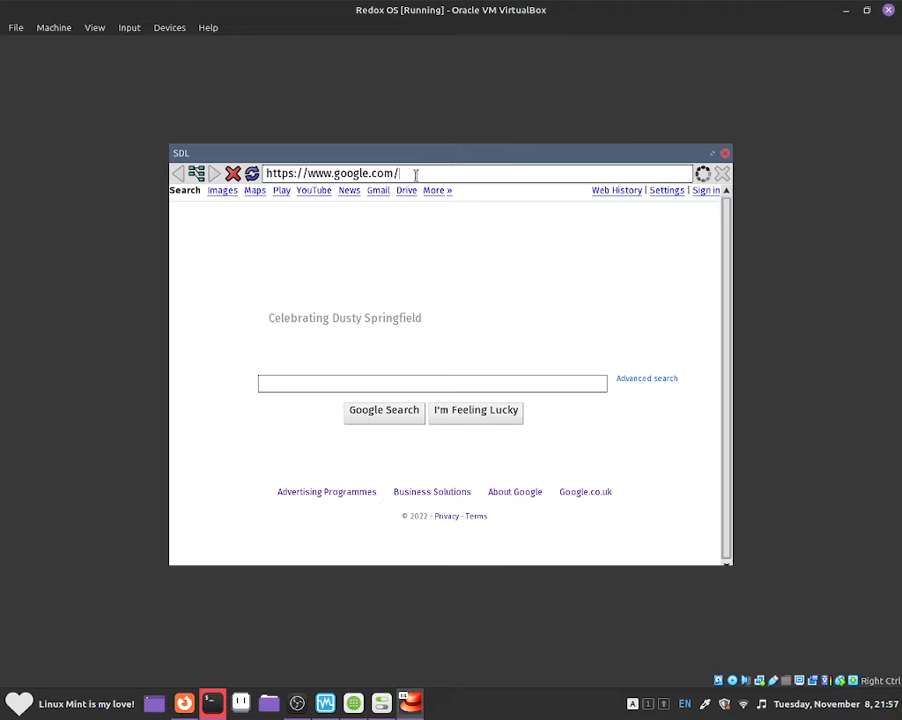 Redox OS [Running] - Oracle VM VirtualBox
File Machine View Input Devices Help
SDL
https://www.google.com/
Search Images Maps Play YouTube News Gmail Drive More » Web History | Settings | Sign in
Celebrating Dusty Springfield
Advanced search
Google Search I'm Feeling Lucky
Advertising Programmes Business Solutions About Google Google.co.uk
© 2022 - Privacy - Terms
Right Ctrl
Linux Mint is my love! A 1 EN Tuesday, November 8, 21:57